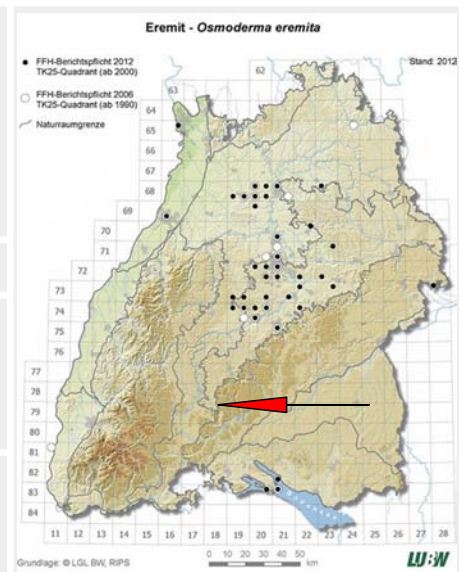 Eremit - Osmoderma eremita
FFH-Berichtspflicht 2012
TK25-Quadrant (ab 2000)
FFH-Berichtspflicht 2006
TK25-Quadrant (ab 1990)
Naturraumgrenze
Stand: 2012
62
63
64
65
66
67
68
69
70
71
72
73
74
75
76
77
78
79
80
81
82
83
84
11 12 13 14 15 16 17 18 19 20 21 22 23 24 25 26 27 28
0 10 20 30 40 50
km
Grundlage: © LGL BW, RIPS
LUBW